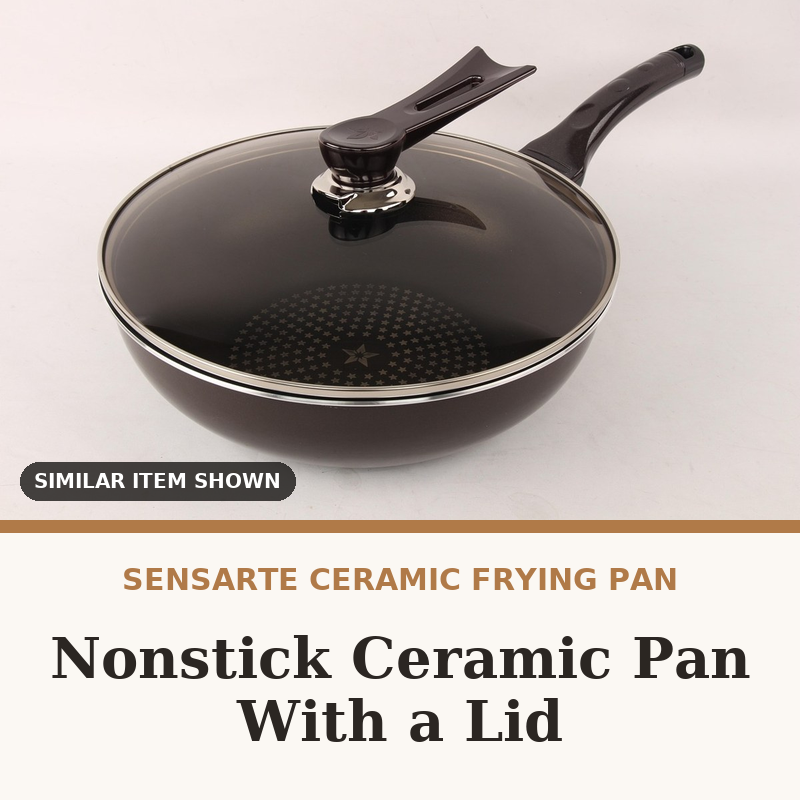 SIMILAR ITEM SHOWN
SENSARTE CERAMIC FRYING PAN
Nonstick Ceramic Pan
With a Lid